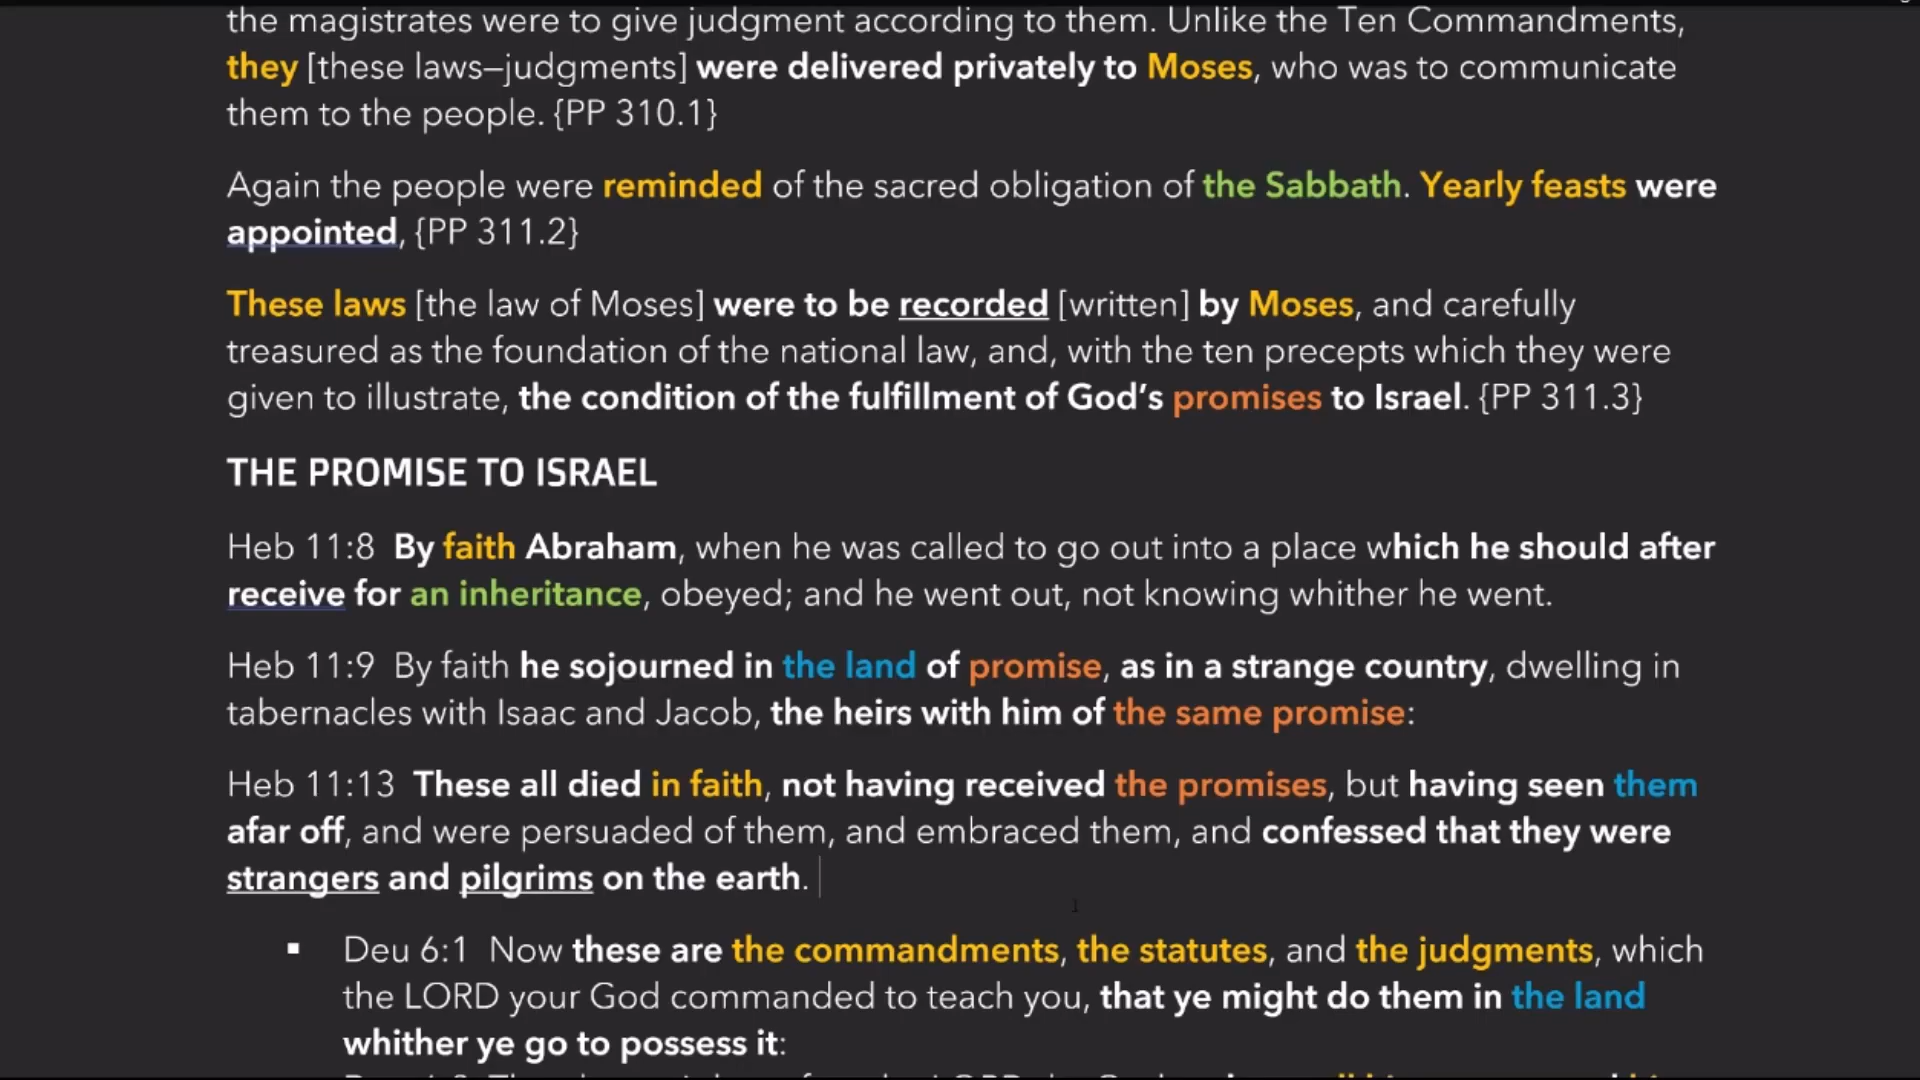 the magistrates were to give judgment according to them. Unlike the Ten Commandments,
they [these laws—judgments] were delivered privately to Moses, who was to communicate
them to the people. {PP 310.1}
Again the people were reminded of the sacred obligation of the Sabbath. Yearly feasts were
appointed, {PP 311.2}
These laws [the law of Moses] were to be recorded [written] by Moses, and carefully
treasured as the foundation of the national law, and, with the ten precepts which they were
given to illustrate, the condition of the fulfillment of God's promises to Israel. {PP 311.3}
THE PROMISE TO ISRAEL
Heb 11:8 By faith Abraham, when he was called to go out into a place which he should after
receive for an inheritance, obeyed; and he went out, not knowing whither he went.
Heb 11:9 By faith he sojourned in the land of promise, as in a strange country, dwelling in
tabernacles with Isaac and Jacob, the heirs with him of the same promise:
Heb 11:13 These all died in faith, not having received the promises, but having seen them
afar off, and were persuaded of them, and embraced them, and confessed that they were
strangers and pilgrims on the earth.
▪ Deu 6:1 Now these are the commandments, the statutes, and the judgments, which
the LORD your God commanded to teach you, that ye might do them in the land
whither ye go to possess it: